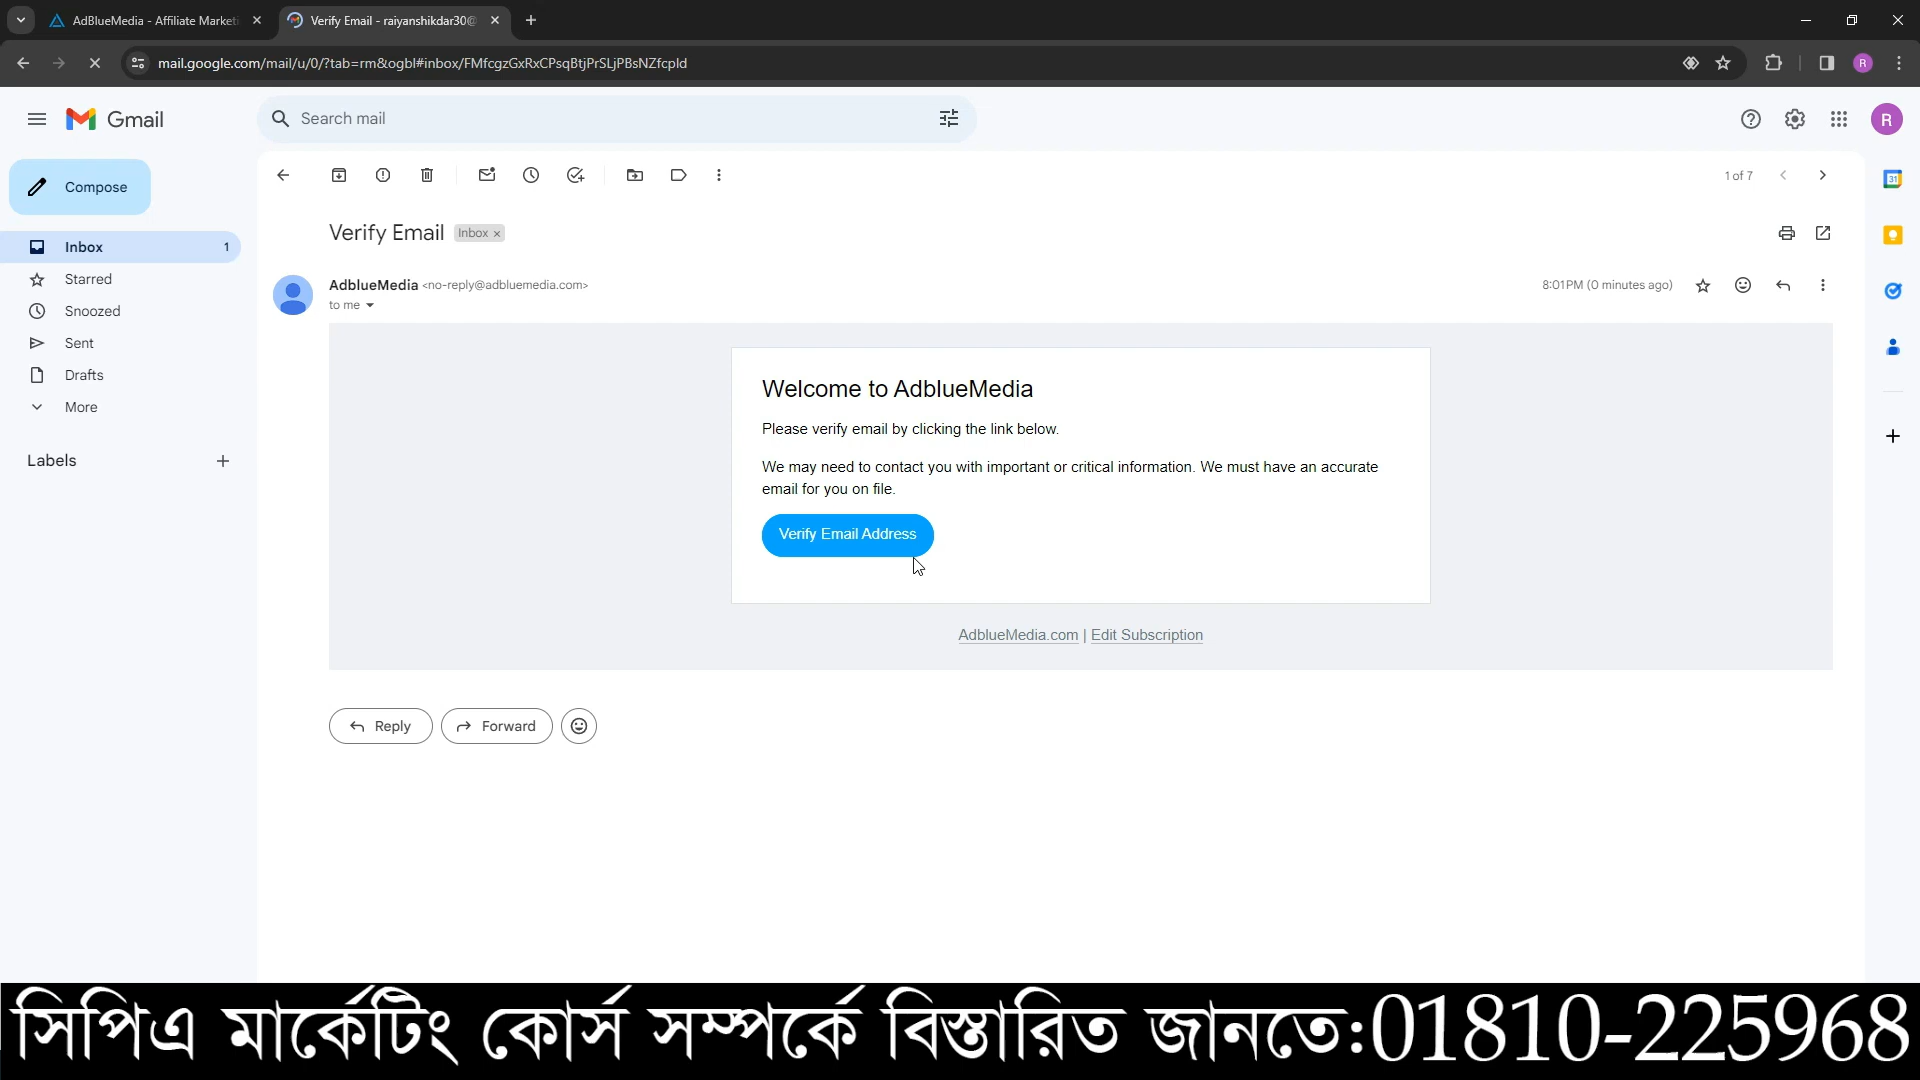 AdBlueMedia - Affiliate Marketi
Verify Email - raiyanshikdar30@
mail.google.com/mail/u/0/?tab=rm&ogbl#inbox/FMfcgzGxRxCPsqBtjPrSLjPBsNZfcpld
R
Gmail
Search mail
R
Compose
1 of 7
31
Inbox 1
Verify Email Inbox ×
Starred
AdblueMedia <no-reply@adbluemedia.com>
8:01 PM (0 minutes ago)
to me
Snoozed
Sent
Drafts
More
Labels
Welcome to AdblueMedia
Please verify email by clicking the link below.
We may need to contact you with important or critical information. We must have an accurate
email for you on file.
Verify Email Address
AdblueMedia.com | Edit Subscription
Reply
Forward
সিপিএ মার্কেটিং কোর্স সম্পর্কে বিস্তারিত জানতে:01810-225968